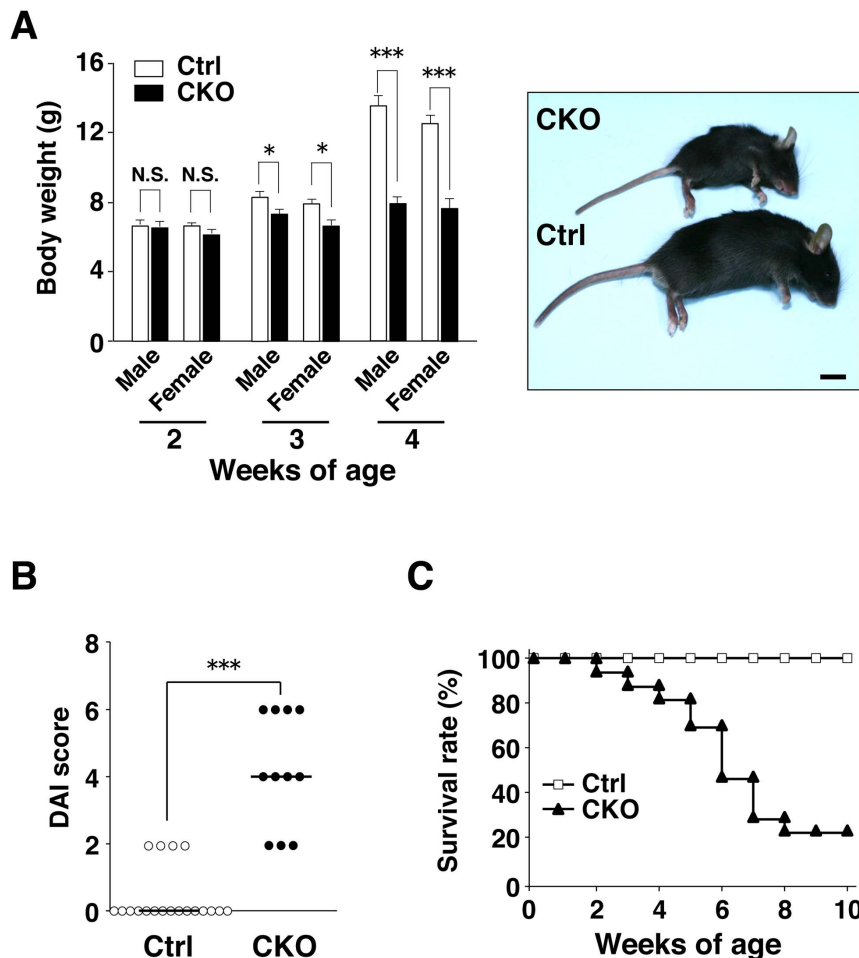 A
16
12
8
4
0
Body weight (g)
Ctrl
CKO
N.S.
N.S.
*
*
***
***
Male
Female
Male
Female
Male
Female
2
3
4
Weeks of age
CKO
Ctrl
B
8
6
4
2
0
DAI score
***
Ctrl
CKO
C
100
80
60
40
20
0
Survival rate (%)
Ctrl
CKO
0
2
4
6
8
10
Weeks of age